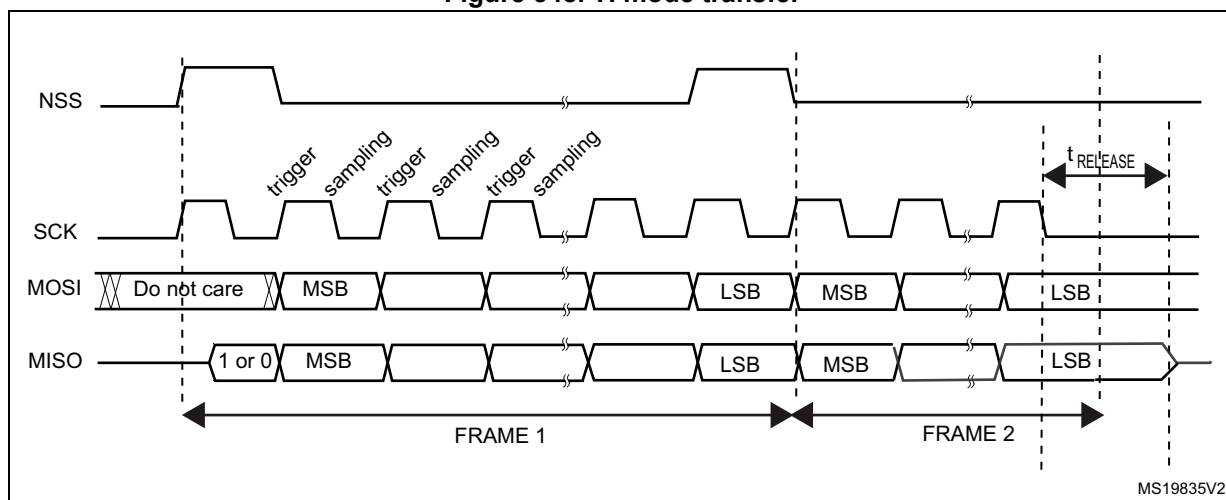 NSS
trigger sampling trigger sampling trigger sampling
t RELEASE
SCK
MOSI Do not care MSB LSB MSB LSB
MISO 1 or 0 MSB LSB MSB LSB
FRAME 1 FRAME 2
MS19835V2